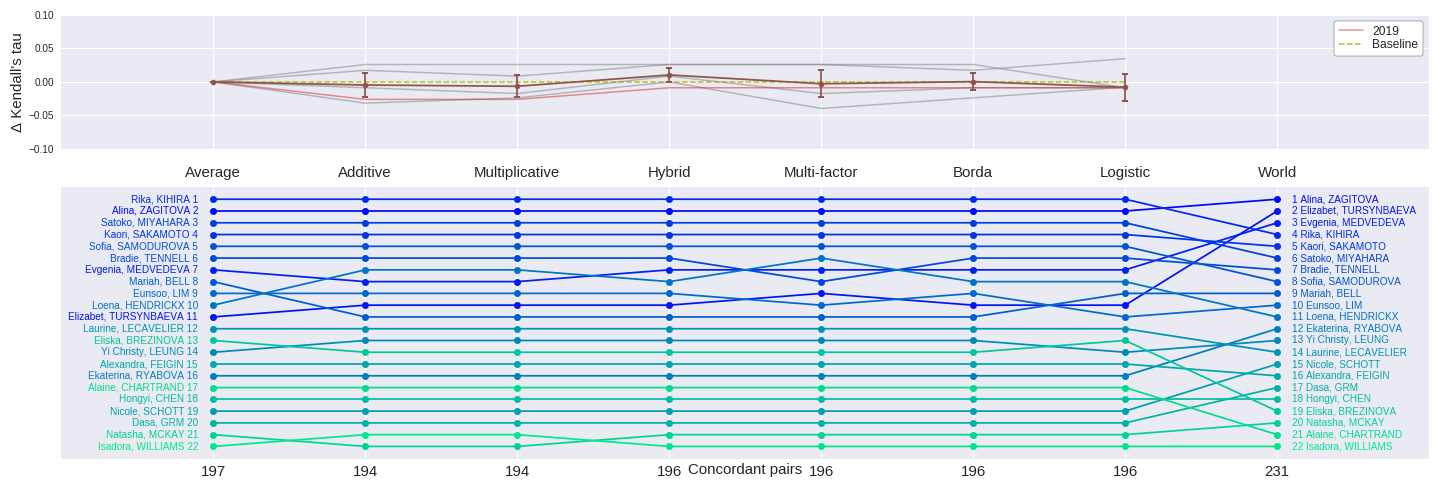 Δ Kendall's tau
0.10
0.05
0.00
−0.05
−0.10
2019
Baseline
Average Additive Multiplicative Hybrid Multi-factor Borda Logistic World
Rika, KIHIRA 1
Alina, ZAGITOVA 2
Satoko, MIYAHARA 3
Kaori, SAKAMOTO 4
Sofia, SAMODUROVA 5
Bradie, TENNELL 6
Evgenia, MEDVEDEVA 7
Mariah, BELL 8
Eunsoo, LIM 9
Loena, HENDRICKX 10
Elizabet, TURSYNBAEVA 11
Laurine, LECAVELIER 12
Eliska, BREZINOVA 13
Yi Christy, LEUNG 14
Alexandra, FEIGIN 15
Ekaterina, RYABOVA 16
Alaine, CHARTRAND 17
Hongyi, CHEN 18
Nicole, SCHOTT 19
Dasa, GRM 20
Natasha, MCKAY 21
Isadora, WILLIAMS 22
1 Alina, ZAGITOVA
2 Elizabet, TURSYNBAEVA
3 Evgenia, MEDVEDEVA
4 Rika, KIHIRA
5 Kaori, SAKAMOTO
6 Satoko, MIYAHARA
7 Bradie, TENNELL
8 Sofia, SAMODUROVA
9 Mariah, BELL
10 Eunsoo, LIM
11 Loena, HENDRICKX
12 Ekaterina, RYABOVA
13 Yi Christy, LEUNG
14 Laurine, LECAVELIER
15 Nicole, SCHOTT
16 Alexandra, FEIGIN
17 Dasa, GRM
18 Hongyi, CHEN
19 Eliska, BREZINOVA
20 Natasha, MCKAY
21 Alaine, CHARTRAND
22 Isadora, WILLIAMS
197 194 194 196 196 196 196 231
Concordant pairs